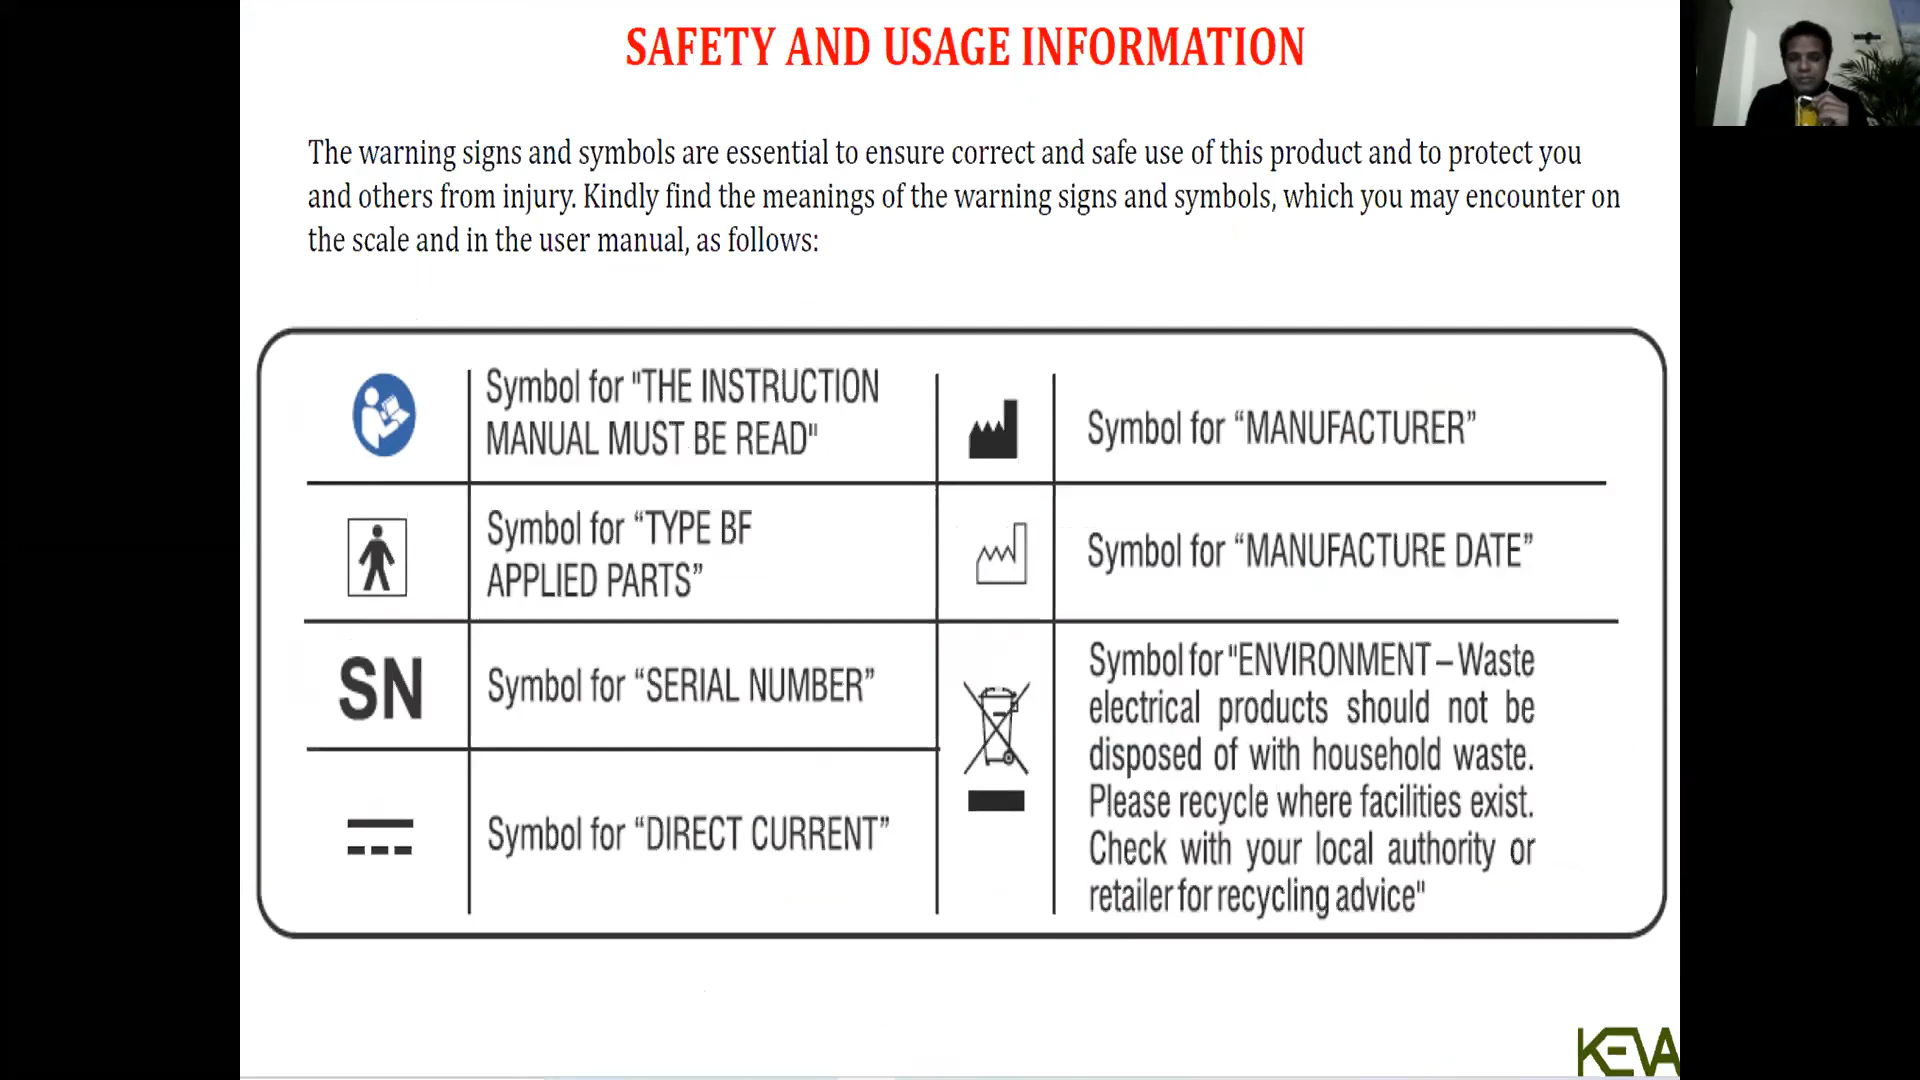 SAFETY AND USAGE INFORMATION
The warning signs and symbols are essential to ensure correct and safe use of this product and to protect you
and others from injury. Kindly find the meanings of the warning signs and symbols, which you may encounter on
the scale and in the user manual, as follows:
Symbol for "THE INSTRUCTION
MANUAL MUST BE READ"
Symbol for “MANUFACTURER”
Symbol for “TYPE BF
APPLIED PARTS”
Symbol for “MANUFACTURE DATE”
SN
Symbol for “SERIAL NUMBER”
Symbol for "ENVIRONMENT – Waste
electrical products should not be
disposed of with household waste.
Please recycle where facilities exist.
Check with your local authority or
retailer for recycling advice"
Symbol for “DIRECT CURRENT”
KEVA